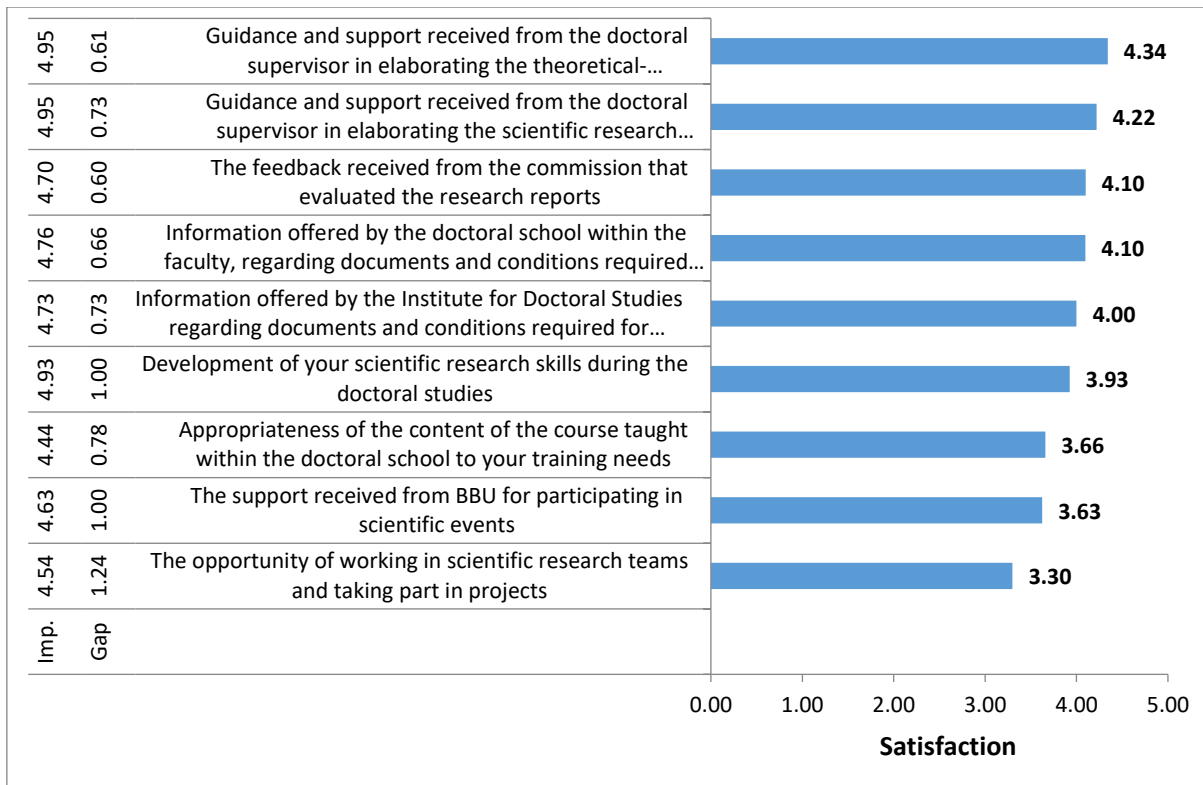 4.95 0.61 Guidance and support received from the doctoral
supervisor in elaborating the theoretical-... 4.34
4.95 0.73 Guidance and support received from the doctoral
supervisor in elaborating the scientific research... 4.22
4.70 0.60 The feedback received from the commission that
evaluated the research reports 4.10
4.76 0.66 Information offered by the doctoral school within the
faculty, regarding documents and conditions required... 4.10
4.73 0.73 Information offered by the Institute for Doctoral Studies
regarding documents and conditions required for... 4.00
4.93 1.00 Development of your scientific research skills during the
doctoral studies 3.93
4.44 0.78 Appropriateness of the content of the course taught
within the doctoral school to your training needs 3.66
4.63 1.00 The support received from BBU for participating in
scientific events 3.63
4.54 1.24 The opportunity of working in scientific research teams
and taking part in projects 3.30
Imp. Gap
0.00 1.00 2.00 3.00 4.00 5.00
Satisfaction